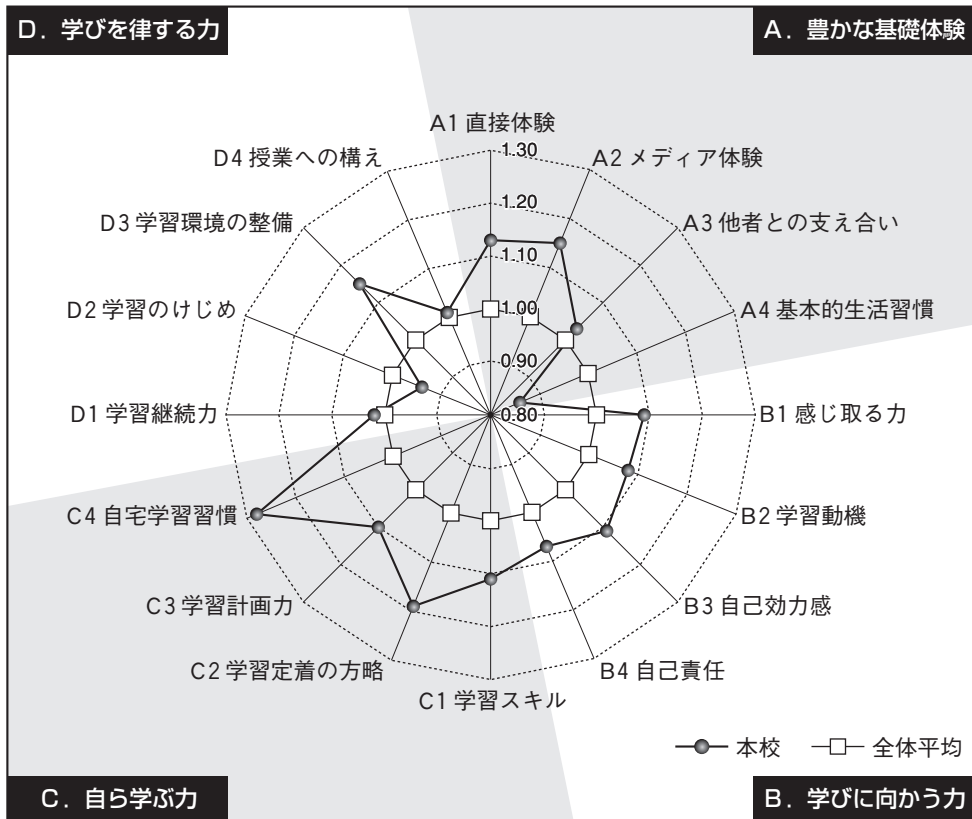 D．学びを律する力
A．豊かな基礎体験
A1 直接体験
D4 授業への構え
1.30
A2 メディア体験
D3 学習環境の整備
1.20
A3 他者との支え合い
1.10
D2 学習のけじめ
1.00
A4 基本的生活習慣
0.90
D1 学習継続力
0.80
B1 感じ取る力
C4 自宅学習習慣
B2 学習動機
C3 学習計画力
B3 自己効力感
C2 学習定着の方略
B4 自己責任
C1 学習スキル
本校
全体平均
C．自ら学ぶ力
B．学びに向かう力